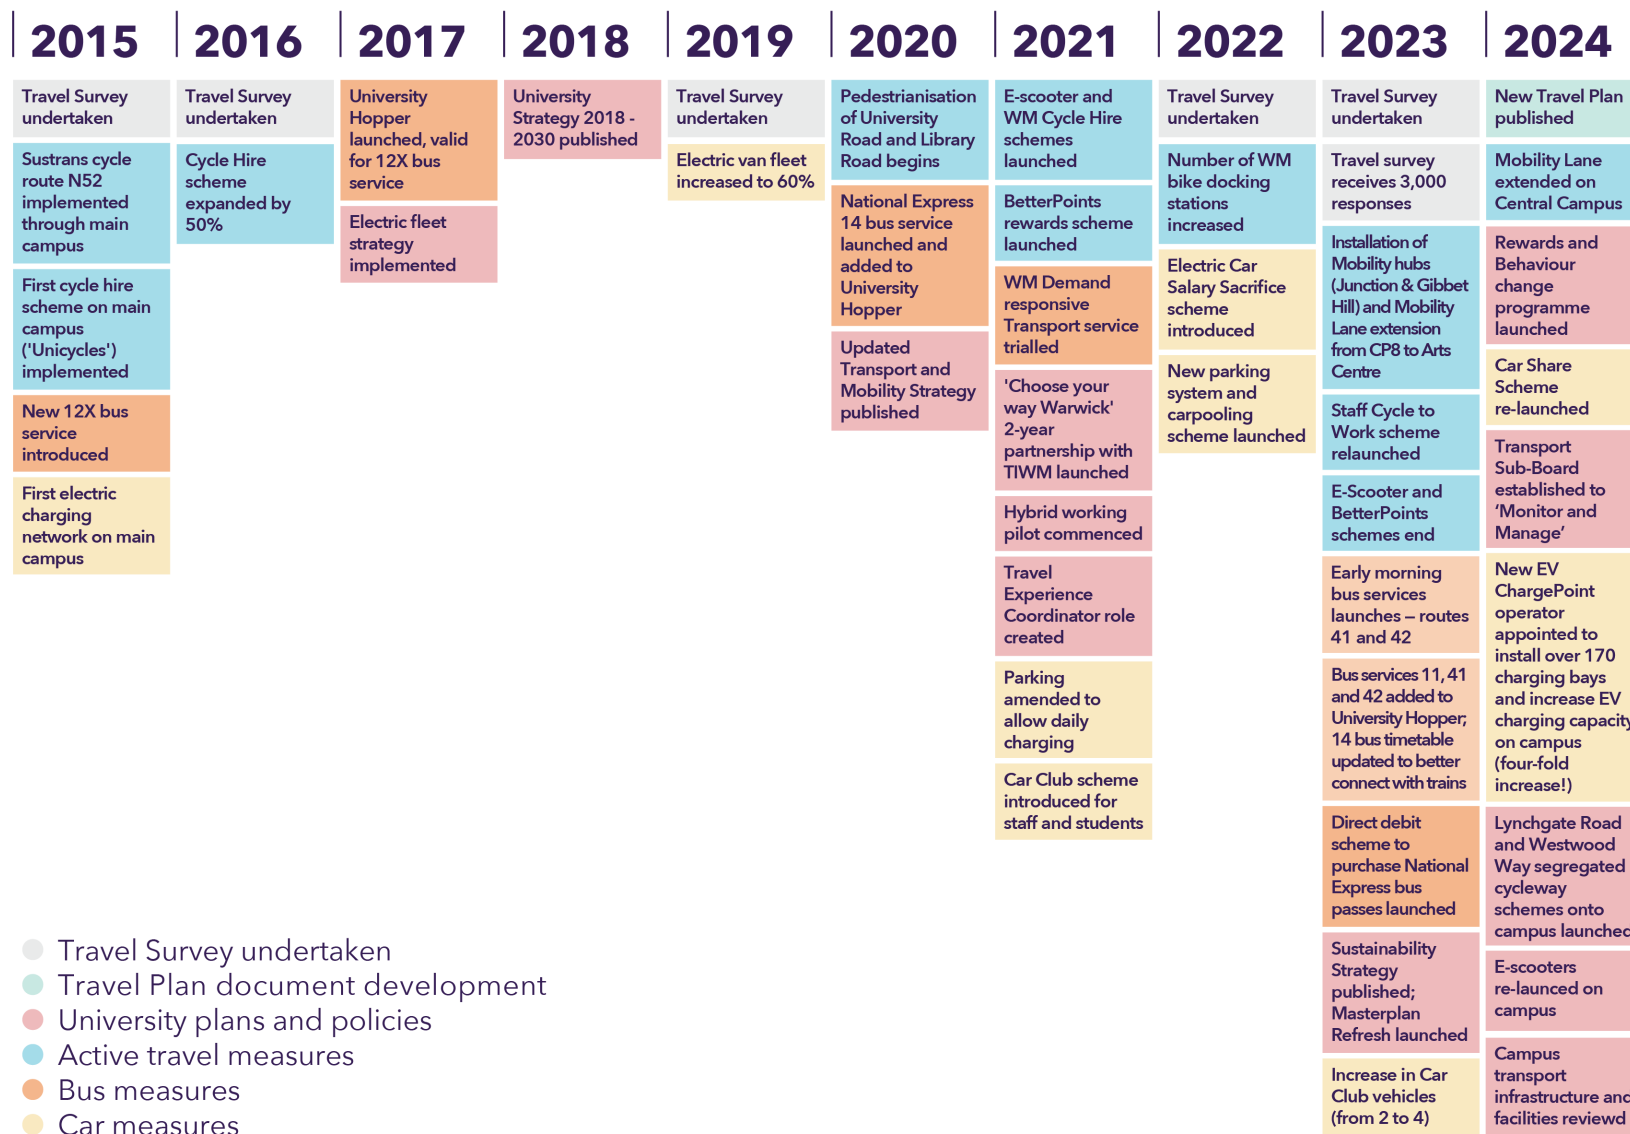 2015
Travel Survey
undertaken
Sustrans cycle
route N52
implemented
through main
campus
First cycle hire
scheme on main
campus
('Unicycles')
implemented
New 12X bus
service
introduced
First electric
charging
network on main
campus
2016
Travel Survey
undertaken
Cycle Hire
scheme
expanded by
50%
2017
University
Hopper
launched, valid
for 12X bus
service
Electric fleet
strategy
implemented
2018
University
Strategy 2018 -
2030 published
2019
Travel Survey
undertaken
Electric van fleet
increased to 60%
2020
Pedestrianisation
of University
Road and Library
Road begins
National Express
14 bus service
launched and
added to
University
Hopper
Updated
Transport and
Mobility Strategy
published
2021
E-scooter and
WM Cycle Hire
schemes
launched
BetterPoints
rewards scheme
launched
WM Demand
responsive
Transport service
trialled
'Choose your
way Warwick'
2-year
partnership with
TIWM launched
Hybrid working
pilot commenced
Travel
Experience
Coordinator role
created
Parking
amended to
allow daily
charging
Car Club scheme
introduced for
staff and students
2022
Travel Survey
undertaken
Number of WM
bike docking
stations
increased
Electric Car
Salary Sacrifice
scheme
introduced
New parking
system and
carpooling
scheme launched
2023
Travel Survey
undertaken
Travel survey
receives 3,000
responses
Installation of
Mobility hubs
(Junction & Gibbet
Hill) and Mobility
Lane extension
from CP8 to Arts
Centre
Staff Cycle to
Work scheme
relaunched
E-Scooter and
BetterPoints
schemes end
Early morning
bus services
launches – routes
41 and 42
Bus services 11, 41
and 42 added to
University Hopper;
14 bus timetable
updated to better
connect with trains
Direct debit
scheme to
purchase National
Express bus
passes launched
Sustainability
Strategy
published;
Masterplan
Refresh launched
Increase in Car
Club vehicles
(from 2 to 4)
2024
New Travel Plan
published
Mobility Lane
extended on
Central Campus
Rewards and
Behaviour
change
programme
launched
Car Share
Scheme
re-launched
Transport
Sub-Board
established to
‘Monitor and
Manage’
New EV
ChargePoint
operator
appointed to
install over 170
charging bays
and increase EV
charging capacity
on campus
(four-fold
increase!)
Lynchgate Road
and Westwood
Way segregated
cycleway
schemes onto
campus launched
E-scooters
re-launced on
campus
Campus
transport
infrastructure and
facilities reviewd
Travel Survey undertaken
Travel Plan document development
University plans and policies
Active travel measures
Bus measures
Car measures